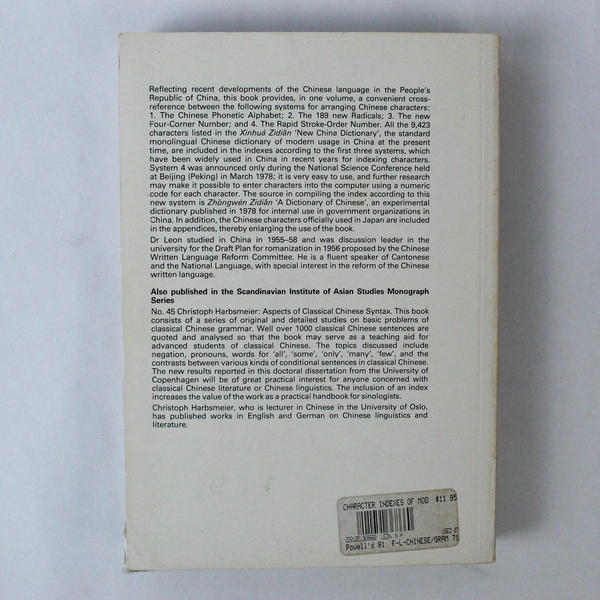 Reflecting recent developments of the Chinese language in the People's
Republic of China, this book provides, in one volume, a convenient cross-
reference between the following systems for arranging Chinese characters:
1. The Chinese Phonetic Alphabet; 2. The 189 new Radicals; 3. The new
Four-Corner Number; and 4. The Rapid Stroke-Order Number. All the 9,423
characters listed in the Xinhuá Zìdiǎn 'New China Dictionary', the standard
monolingual Chinese dictionary of modern usage in China at the present
time, are included in the indexes according to the first three systems, which
have been widely used in China in recent years for indexing characters.
System 4 was announced only during the National Science Conference held
at Beijing (Peking) in March 1978; it is very easy to use, and further research
may make it possible to enter characters into the computer using a numeric
code for each character. The source in compiling the index according to this
new system is Zhōngwén Zìdiǎn 'A Dictionary of Chinese', an experimental
dictionary published in 1978 for internal use in government organizations in
China. In addition, the Chinese characters officially used in Japan are included
in the appendices, thereby enlarging the use of the book.
Dr Leon studied in China in 1955–58 and was discussion leader in the
university for the Draft Plan for romanization in 1956 proposed by the Chinese
Written Language Reform Committee. He is a fluent speaker of Cantonese
and the National Language, with special interest in the reform of the Chinese
written language.
Also published in the Scandinavian Institute of Asian Studies Monograph
Series
No. 45 Christoph Harbsmeier: Aspects of Classical Chinese Syntax. This book
consists of a series of original and detailed studies on basic problems of
classical Chinese grammar. Well over 1000 classical Chinese sentences are
quoted and analysed so that the book may serve as a teaching aid for
advanced students of classical Chinese. The topics discussed include
negation, pronouns, words for 'all', 'some', 'only', 'many', 'few', and the
contrasts between various kinds of conditional sentences in classical Chinese.
The new results reported in this doctoral dissertation from the University of
Copenhagen will be of great practical interest for anyone concerned with
classical Chinese literature or Chinese linguistics. The inclusion of an index
increases the value of the work as a practical handbook for sinologists.
Christoph Harbsmeier, who is lecturer in Chinese in the University of Oslo,
has published works in English and German on Chinese linguistics and
literature.
CHARACTER INDEXES OF MOD $11.95
LEON, N H
USED
Powell's 01 F-L-CHINESE/GRAM 71